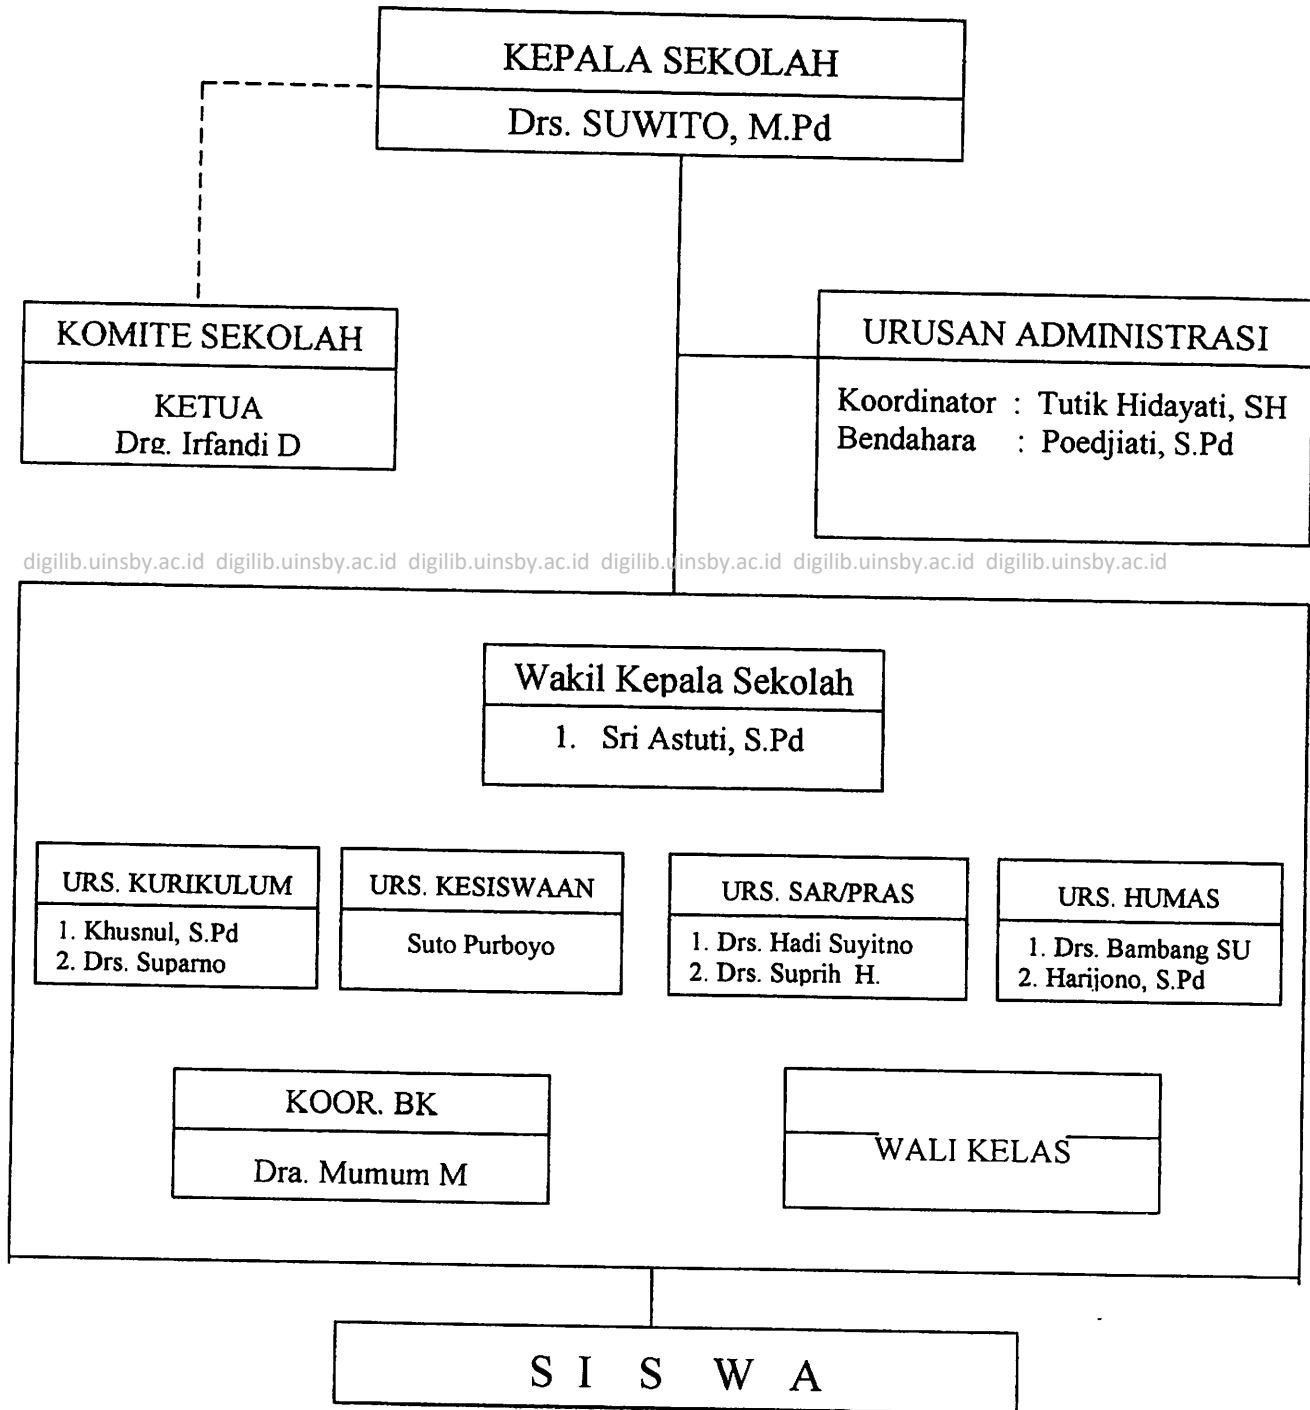 KEPALA SEKOLAH
Drs. SUWITO, M.Pd
KOMITE SEKOLAH
KETUA
Drg. Irfandi D
URUSAN ADMINISTRASI
Koordinator : Tutik Hidayati, SH
Bendahara : Poedjiati, S.Pd
digilib.uinsby.ac.id digilib.uinsby.ac.id digilib.uinsby.ac.id digilib.uinsby.ac.id digilib.uinsby.ac.id digilib.uinsby.ac.id
Wakil Kepala Sekolah
1. Sri Astuti, S.Pd
URS. KURIKULUM
1. Khusnul, S.Pd
2. Drs. Suparno
URS. KESISWAAN
Suto Purboyo
URS. SAR/PRAS
1. Drs. Hadi Suyitno
2. Drs. Suprih H.
URS. HUMAS
1. Drs. Bambang SU
2. Harijono, S.Pd
KOOR. BK
Dra. Mumum M
WALI KELAS
S I S W A